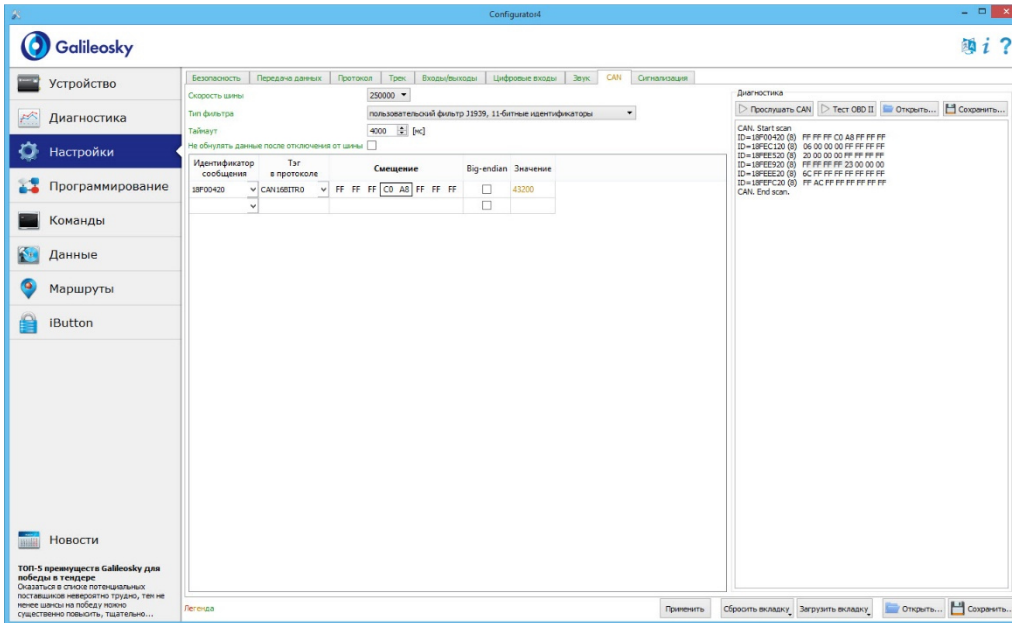 Configurator4
Galileosky
Устройство
Диагностика
Настройки
Программирование
Команды
Данные
Маршруты
iButton
Новости
ТОП-5 преимуществ Galileosky для
победы в тендере
Оказаться в списке потенциальных
поставщиков невероятно трудно, тем не
менее шансы на победу можно
существенно повысить, тщательно...
Безопасность Передача данных Протокол Трек Входы/выходы Цифровые входы Звук CAN Сигнализация
Скорость шины 250000
Тип фильтра пользовательский фильтр J1939, 11-битные идентификаторы
Таймаут 4000 [мс]
Не обнулять данные после отключения от шины
Идентификатор сообщения Тэг в протоколе Смещение Big-endian Значение
18F00420 CAN16BITR0 FF FF FF C0 A8 FF FF FF 43200
Легенда
Применить Сбросить вкладку Загрузить вкладку Открыть... Сохранить...
Диагностика
Прослушать CAN Тест OBD II Открыть... Сохранить...
CAN. Start scan
ID=18F00420 (8) FF FF FF C0 A8 FF FF FF
ID=18FEC120 (8) 06 00 00 00 FF FF FF FF
ID=18FEE520 (8) 20 00 00 00 FF FF FF FF
ID=18FEE920 (8) FF FF FF FF 23 00 00 00
ID=18FEEE20 (8) 6C FF FF FF FF FF FF FF
ID=18FEFC20 (8) FF AC FF FF FF FF FF FF
CAN. End scan.